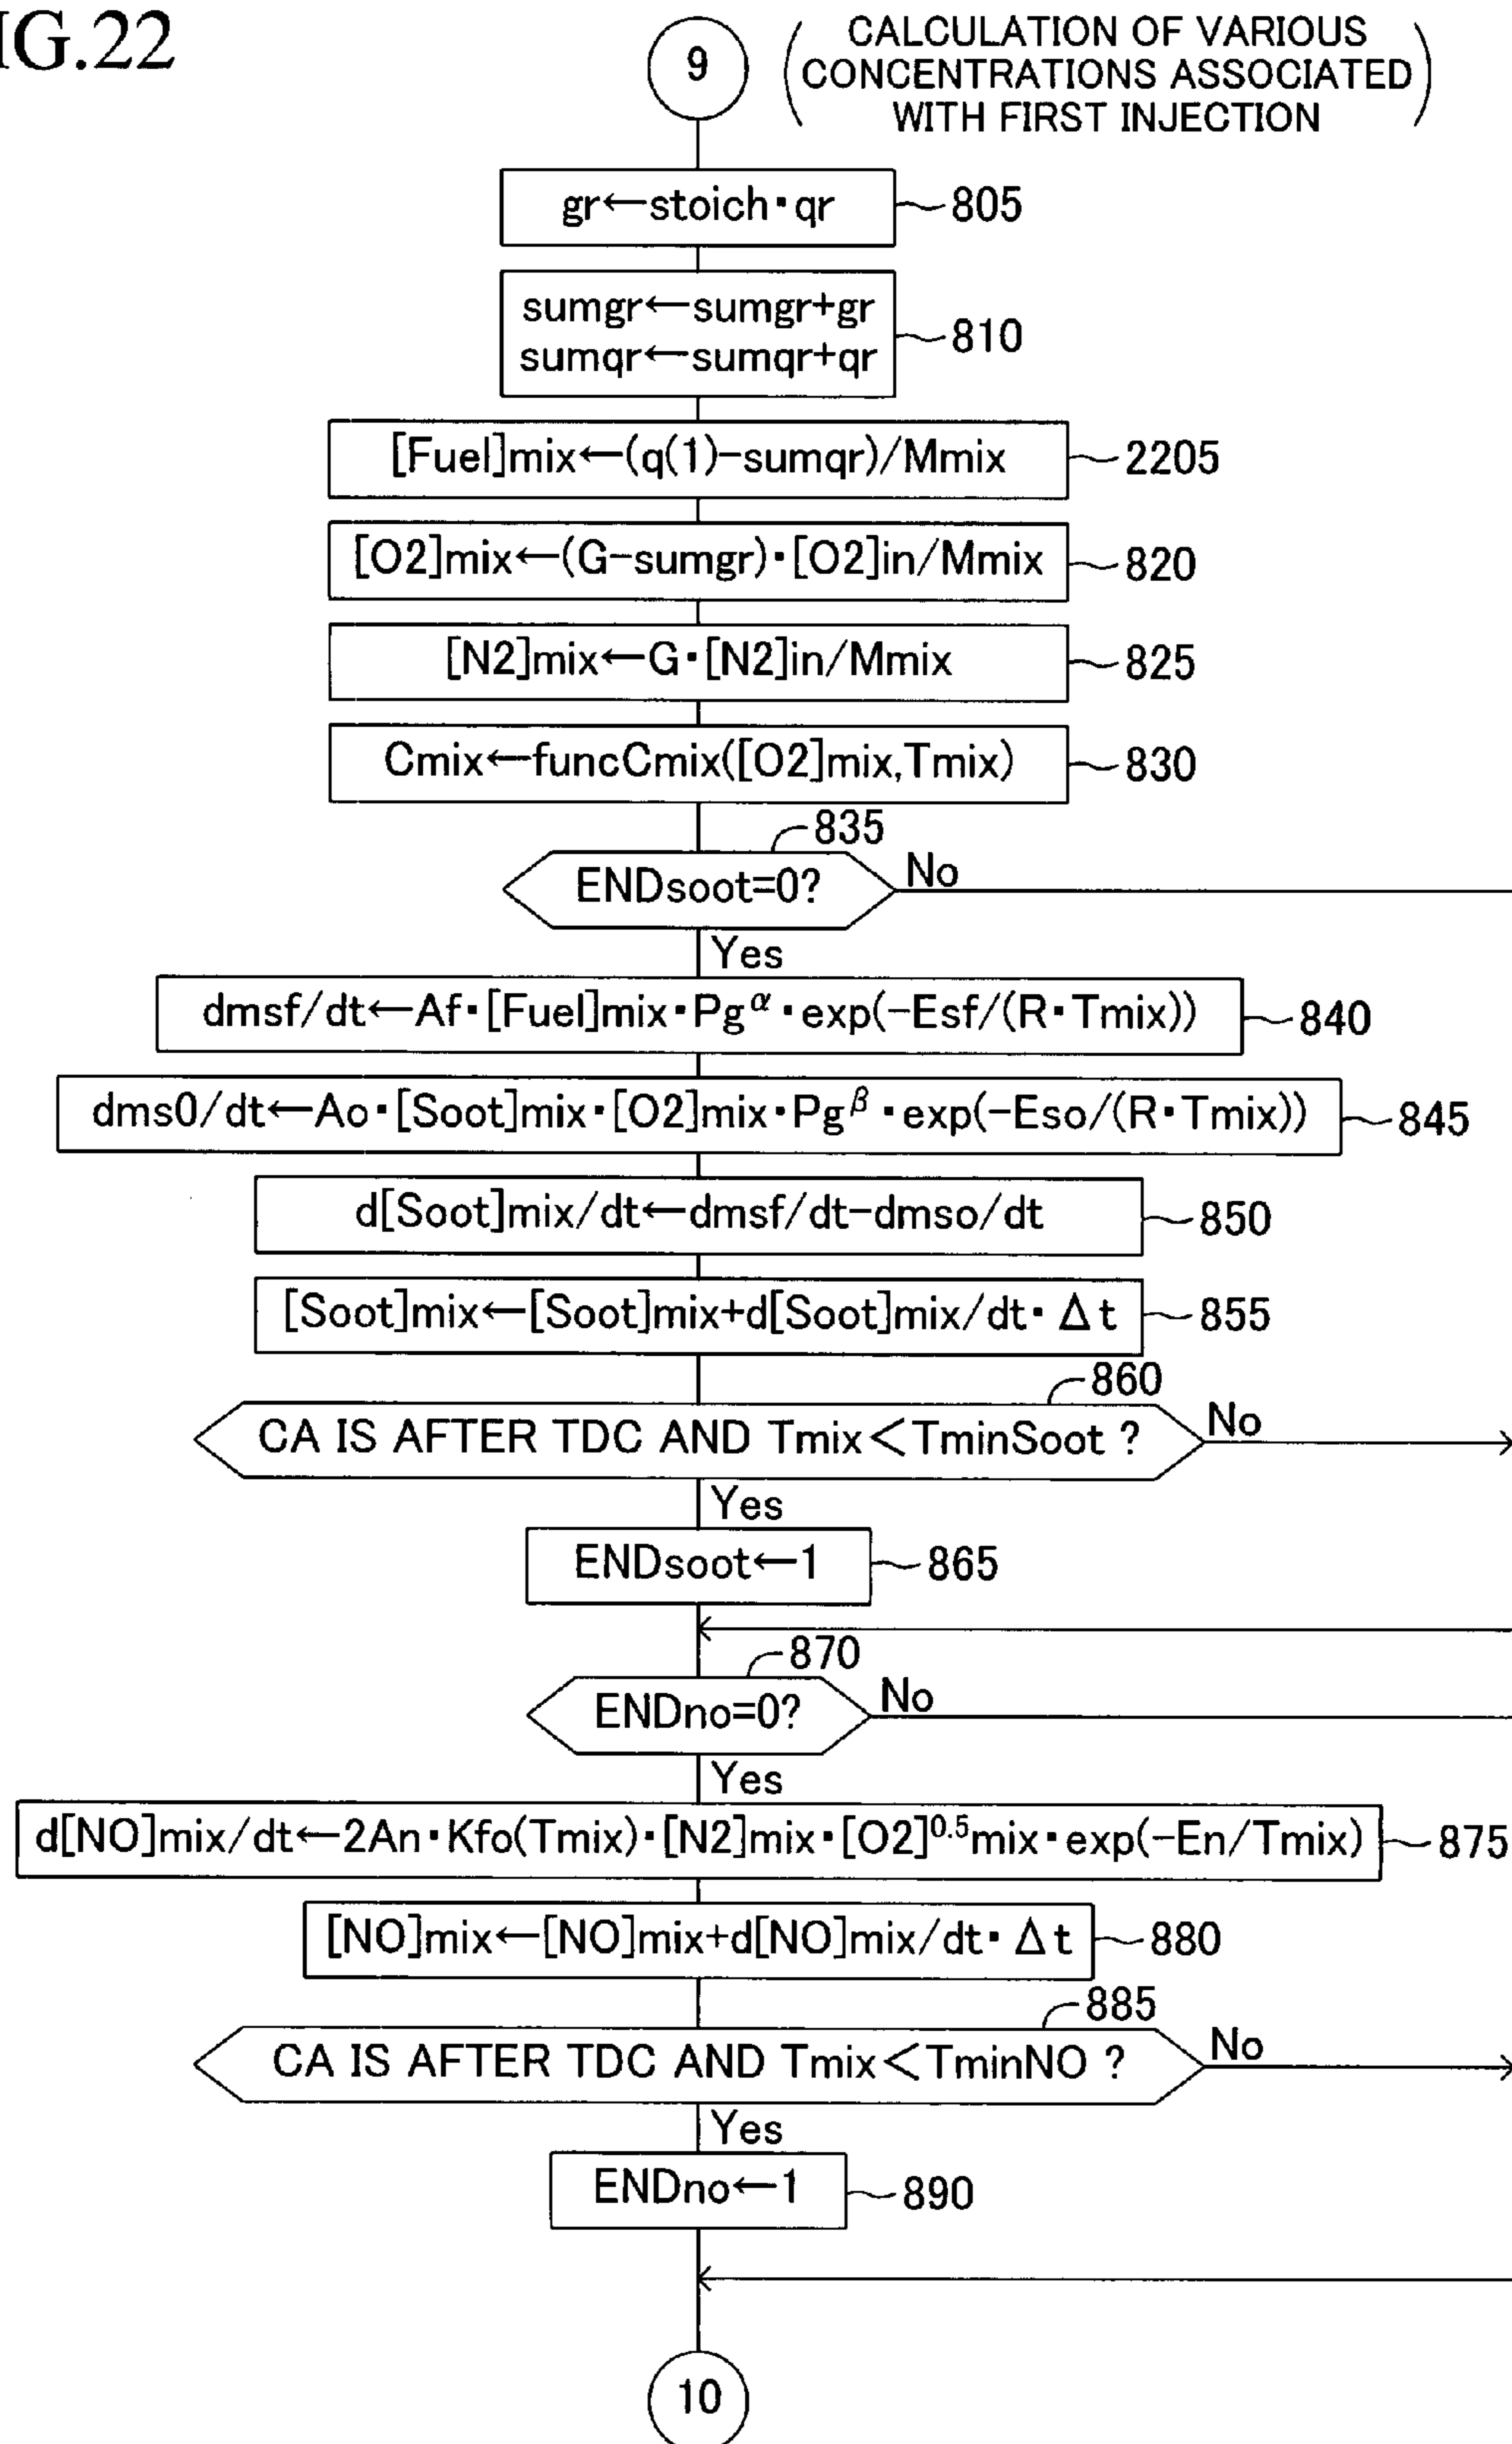 IG.22
9
CALCULATION OF VARIOUS
CONCENTRATIONS ASSOCIATED
WITH FIRST INJECTION
gr←stoich▪qr
805
sumgr←sumgr+gr
sumqr←sumqr+qr
810
[Fuel]mix←(q(1)-sumqr)/Mmix
2205
[O2]mix←(G-sumgr)▪[O2]in/Mmix
820
[N2]mix←G▪[N2]in/Mmix
825
Cmix←funcCmix([O2]mix,Tmix)
830
835
ENDsoot=0?
No
Yes
dmsf/dt←Af▪[Fuel]mix▪Pg^α▪exp(-Esf/(R▪Tmix))
840
dms0/dt←Ao▪[Soot]mix▪[O2]mix▪Pg^β▪exp(-Eso/(R▪Tmix))
845
d[Soot]mix/dt←dmsf/dt-dmso/dt
850
[Soot]mix←[Soot]mix+d[Soot]mix/dt▪Δt
855
860
CA IS AFTER TDC AND Tmix<TminSoot ?
No
Yes
ENDsoot←1
865
870
ENDno=0?
No
Yes
d[NO]mix/dt←2An▪Kfo(Tmix)▪[N2]mix▪[O2]^0.5mix▪exp(-En/Tmix)
875
[NO]mix←[NO]mix+d[NO]mix/dt▪Δt
880
885
CA IS AFTER TDC AND Tmix<TminNO ?
No
Yes
ENDno←1
890
10